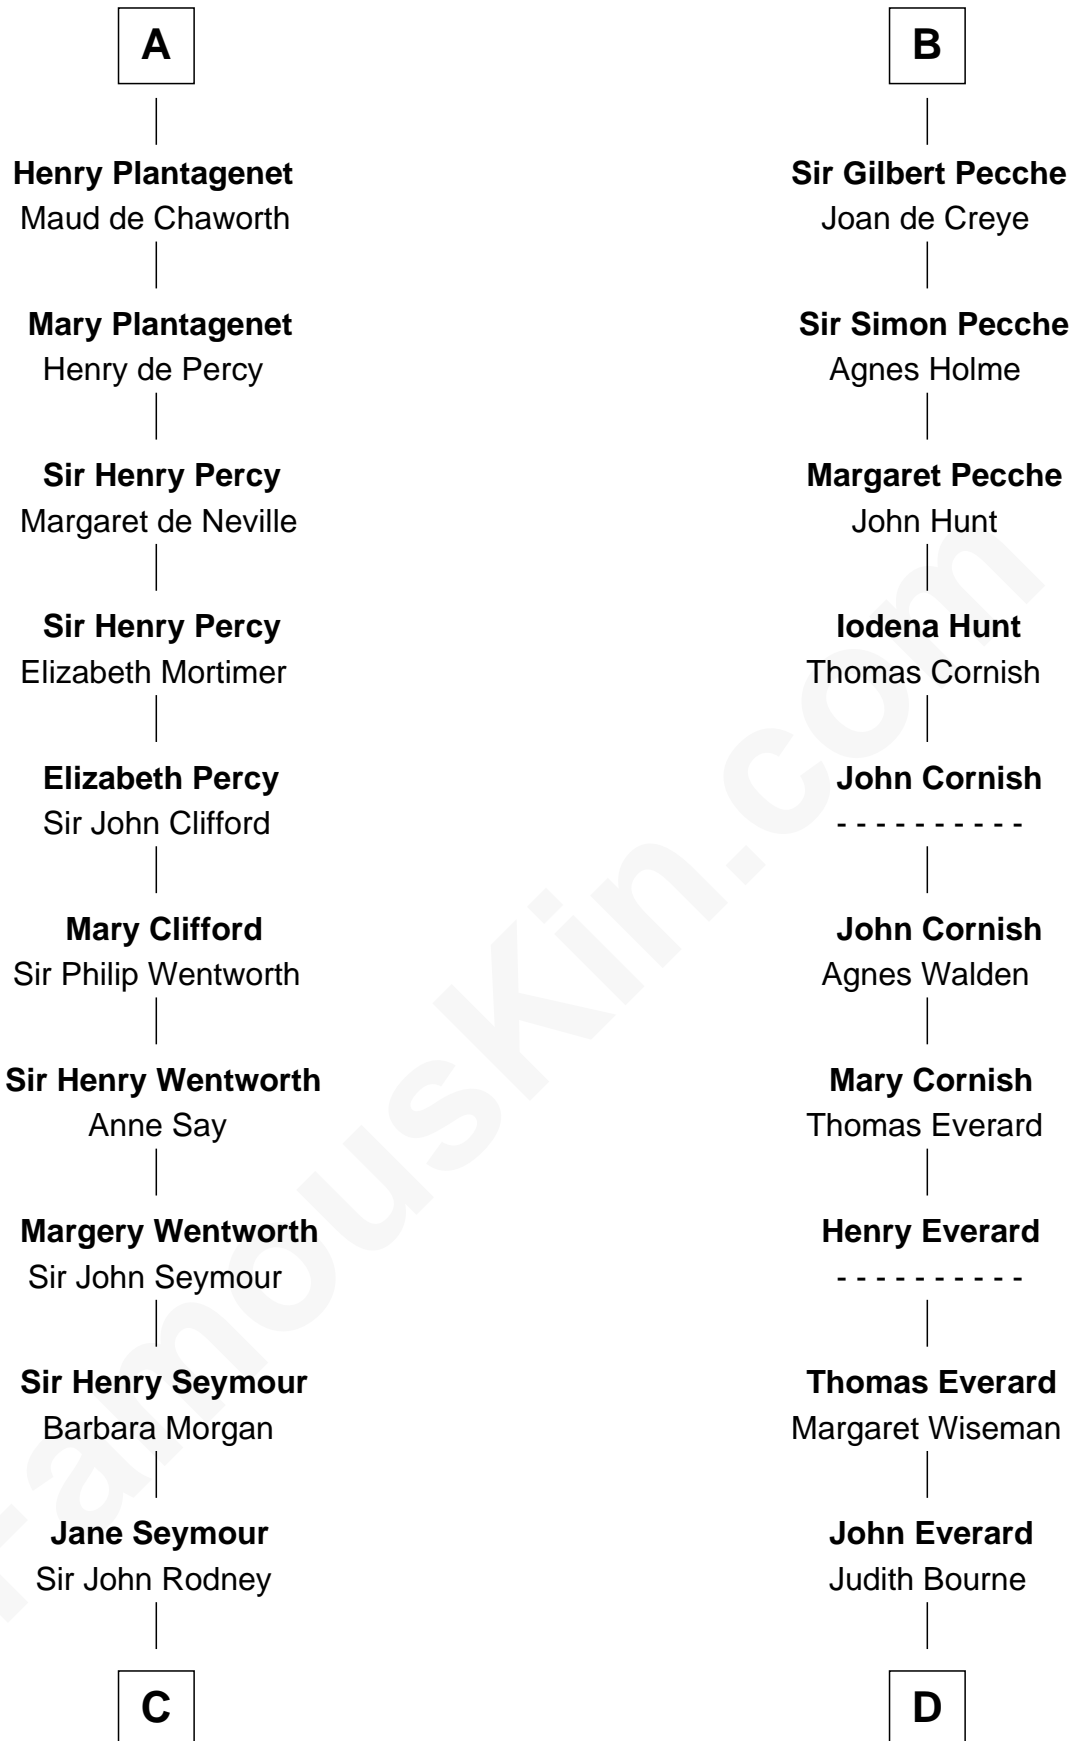 A
Henry Plantagenet
Maud de Chaworth
Mary Plantagenet
Henry de Percy
Sir Henry Percy
Margaret de Neville
Sir Henry Percy
Elizabeth Mortimer
Elizabeth Percy
Sir John Clifford
Mary Clifford
Sir Philip Wentworth
Sir Henry Wentworth
Anne Say
Margery Wentworth
Sir John Seymour
Sir Henry Seymour
Barbara Morgan
Jane Seymour
Sir John Rodney
C
B
Sir Gilbert Pecche
Joan de Creye
Sir Simon Pecche
Agnes Holme
Margaret Pecche
John Hunt
Iodena Hunt
Thomas Cornish
John Cornish
- - - - - - - - - -
John Cornish
Agnes Walden
Mary Cornish
Thomas Everard
Henry Everard
- - - - - - - - - -
Thomas Everard
Margaret Wiseman
John Everard
Judith Bourne
D
FamousKin.com